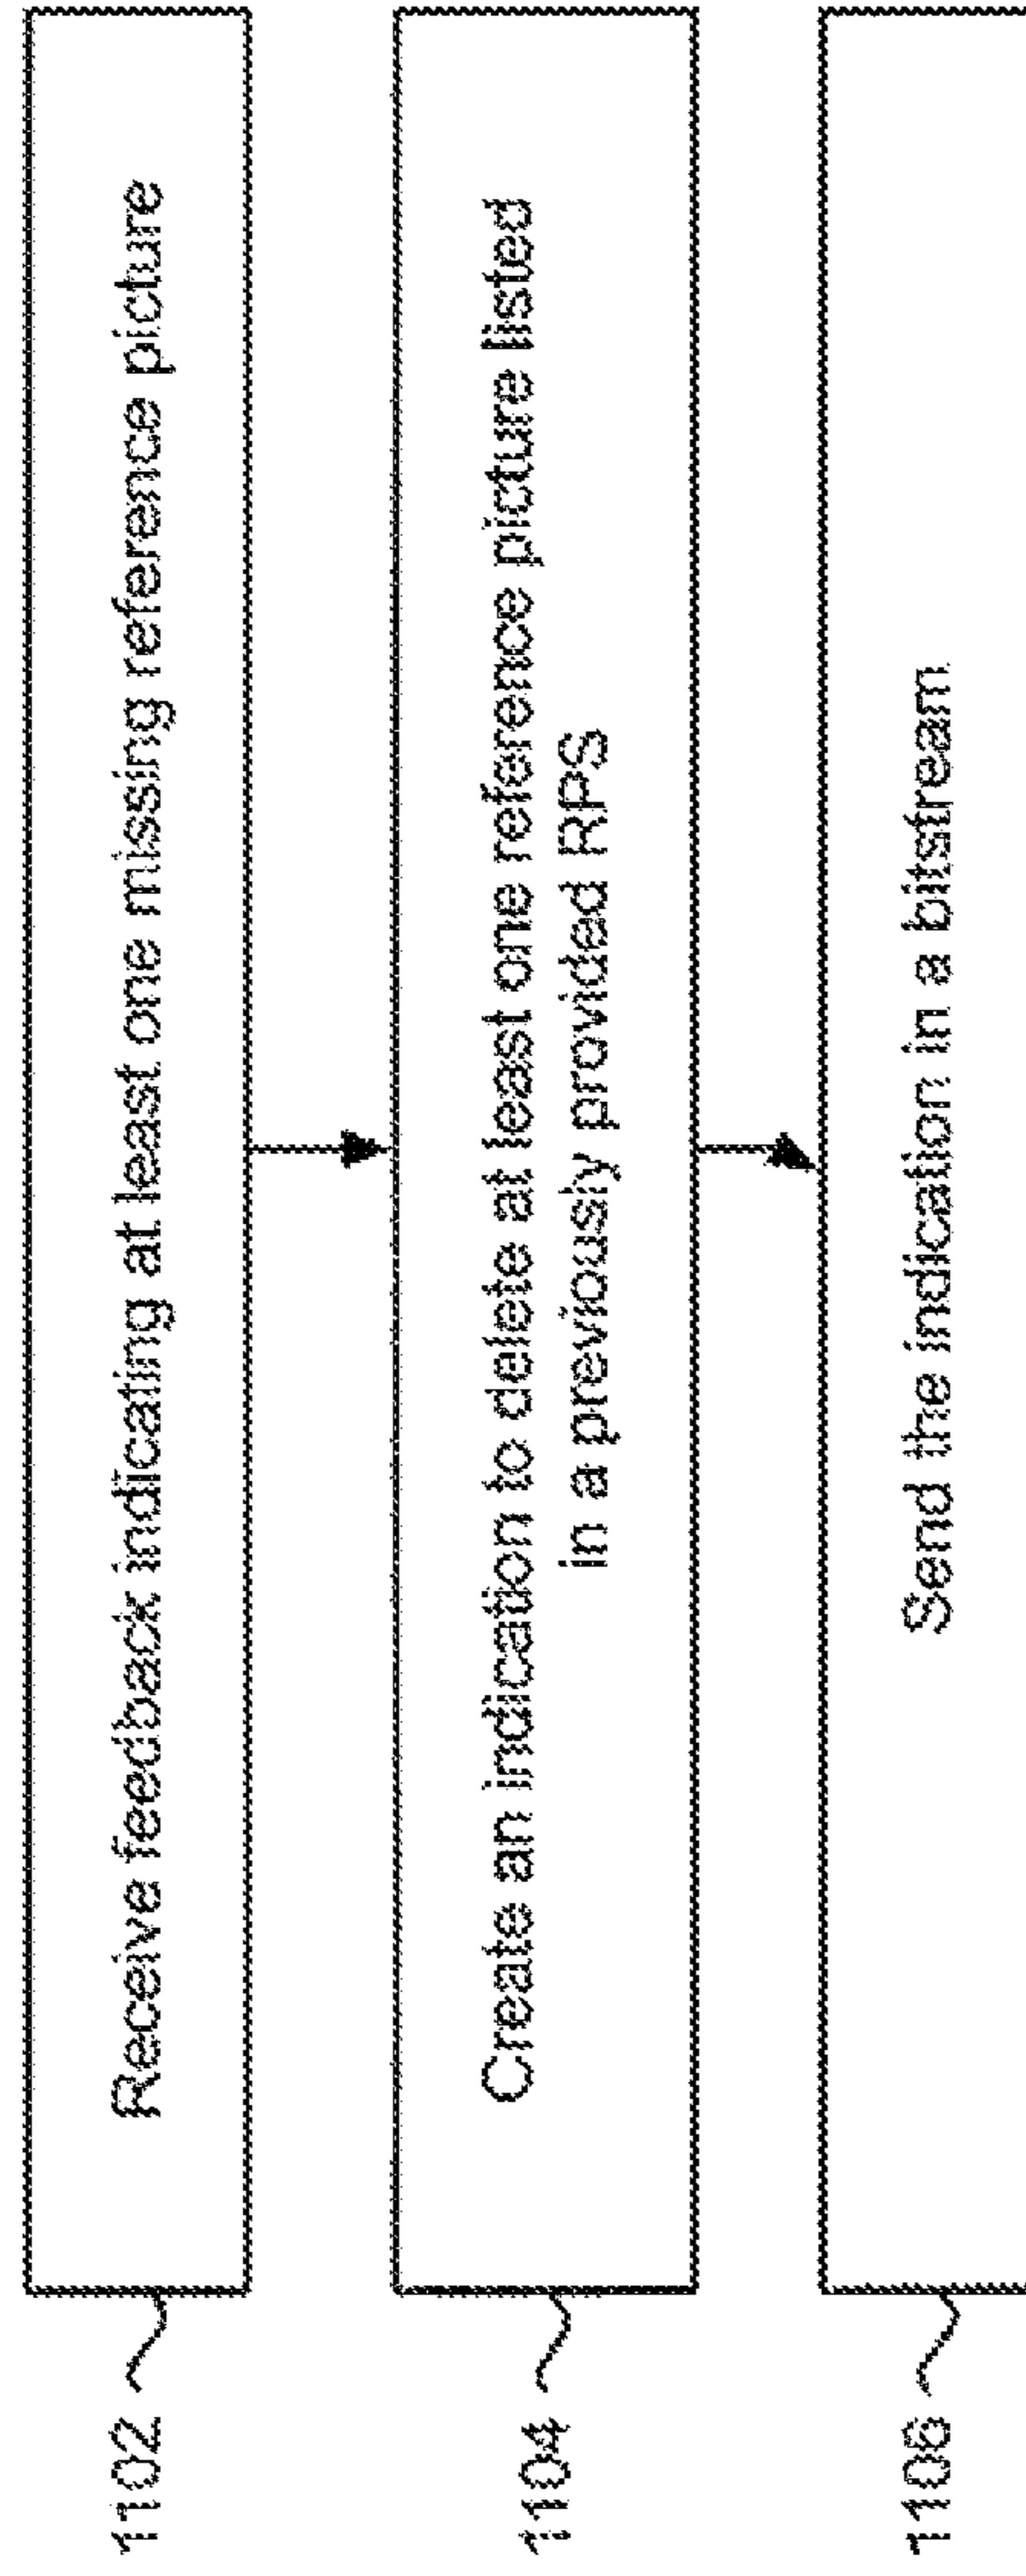 1102
Receive feedback indicating at least one missing reference picture
1104
Create an indication to delete at least one reference picture listed
in a previously provided RPS
1106
Send the indication in a bitstream